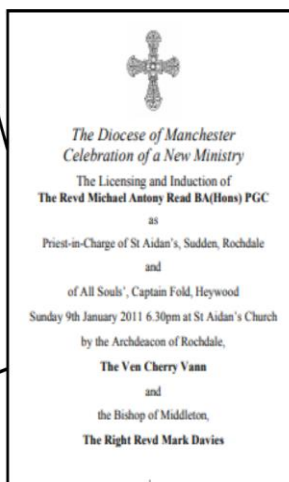 The Diocese of Manchester
Celebration of a New Ministry
The Licensing and Induction of
The Revd Michael Antony Read BA(Hons) PGC
as
Priest-in-Charge of St Aidan's, Sudden, Rochdale
and
of All Souls', Captain Fold, Heywood
Sunday 9th January 2011 6.30pm at St Aidan's Church
by the Archdeacon of Rochdale,
The Ven Cherry Vann
and
the Bishop of Middleton,
The Right Revd Mark Davies